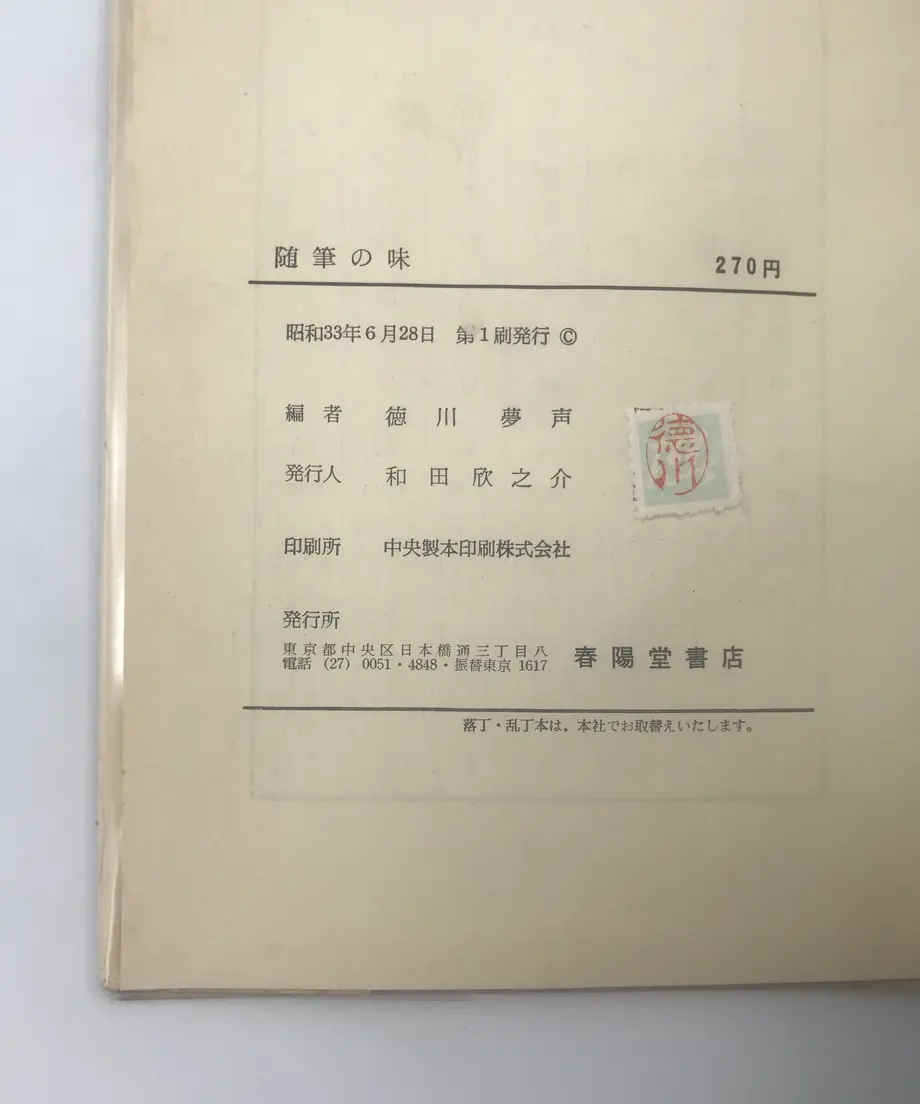 随筆の味
270円
昭和33年6月28日 第1刷発行 ©
編者 徳川夢声
発行人 和田欣之介
印刷所 中央製本印刷株式会社
発行所
東京都中央区日本橋通三丁目八
電話 (27) 0051・4848・振替東京 1617
春陽堂書店
落丁・乱丁本は，本社でお取替えいたします。
徳川